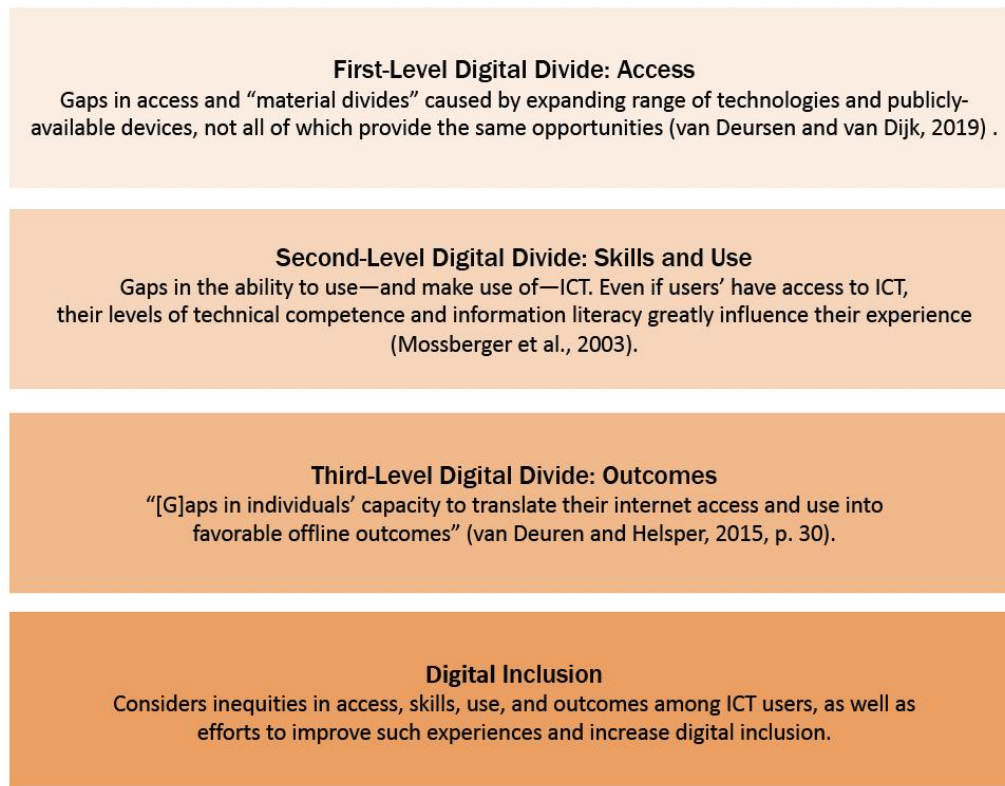 First-Level Digital Divide: Access
Gaps in access and “material divides” caused by expanding range of technologies and publicly-
available devices, not all of which provide the same opportunities (van Deursen and van Dijk, 2019) .
Second-Level Digital Divide: Skills and Use
Gaps in the ability to use—and make use of—ICT. Even if users’ have access to ICT,
their levels of technical competence and information literacy greatly influence their experience
(Mossberger et al., 2003).
Third-Level Digital Divide: Outcomes
“[G]aps in individuals’ capacity to translate their internet access and use into
favorable offline outcomes” (van Deuren and Helsper, 2015, p. 30).
Digital Inclusion
Considers inequities in access, skills, use, and outcomes among ICT users, as well as
efforts to improve such experiences and increase digital inclusion.